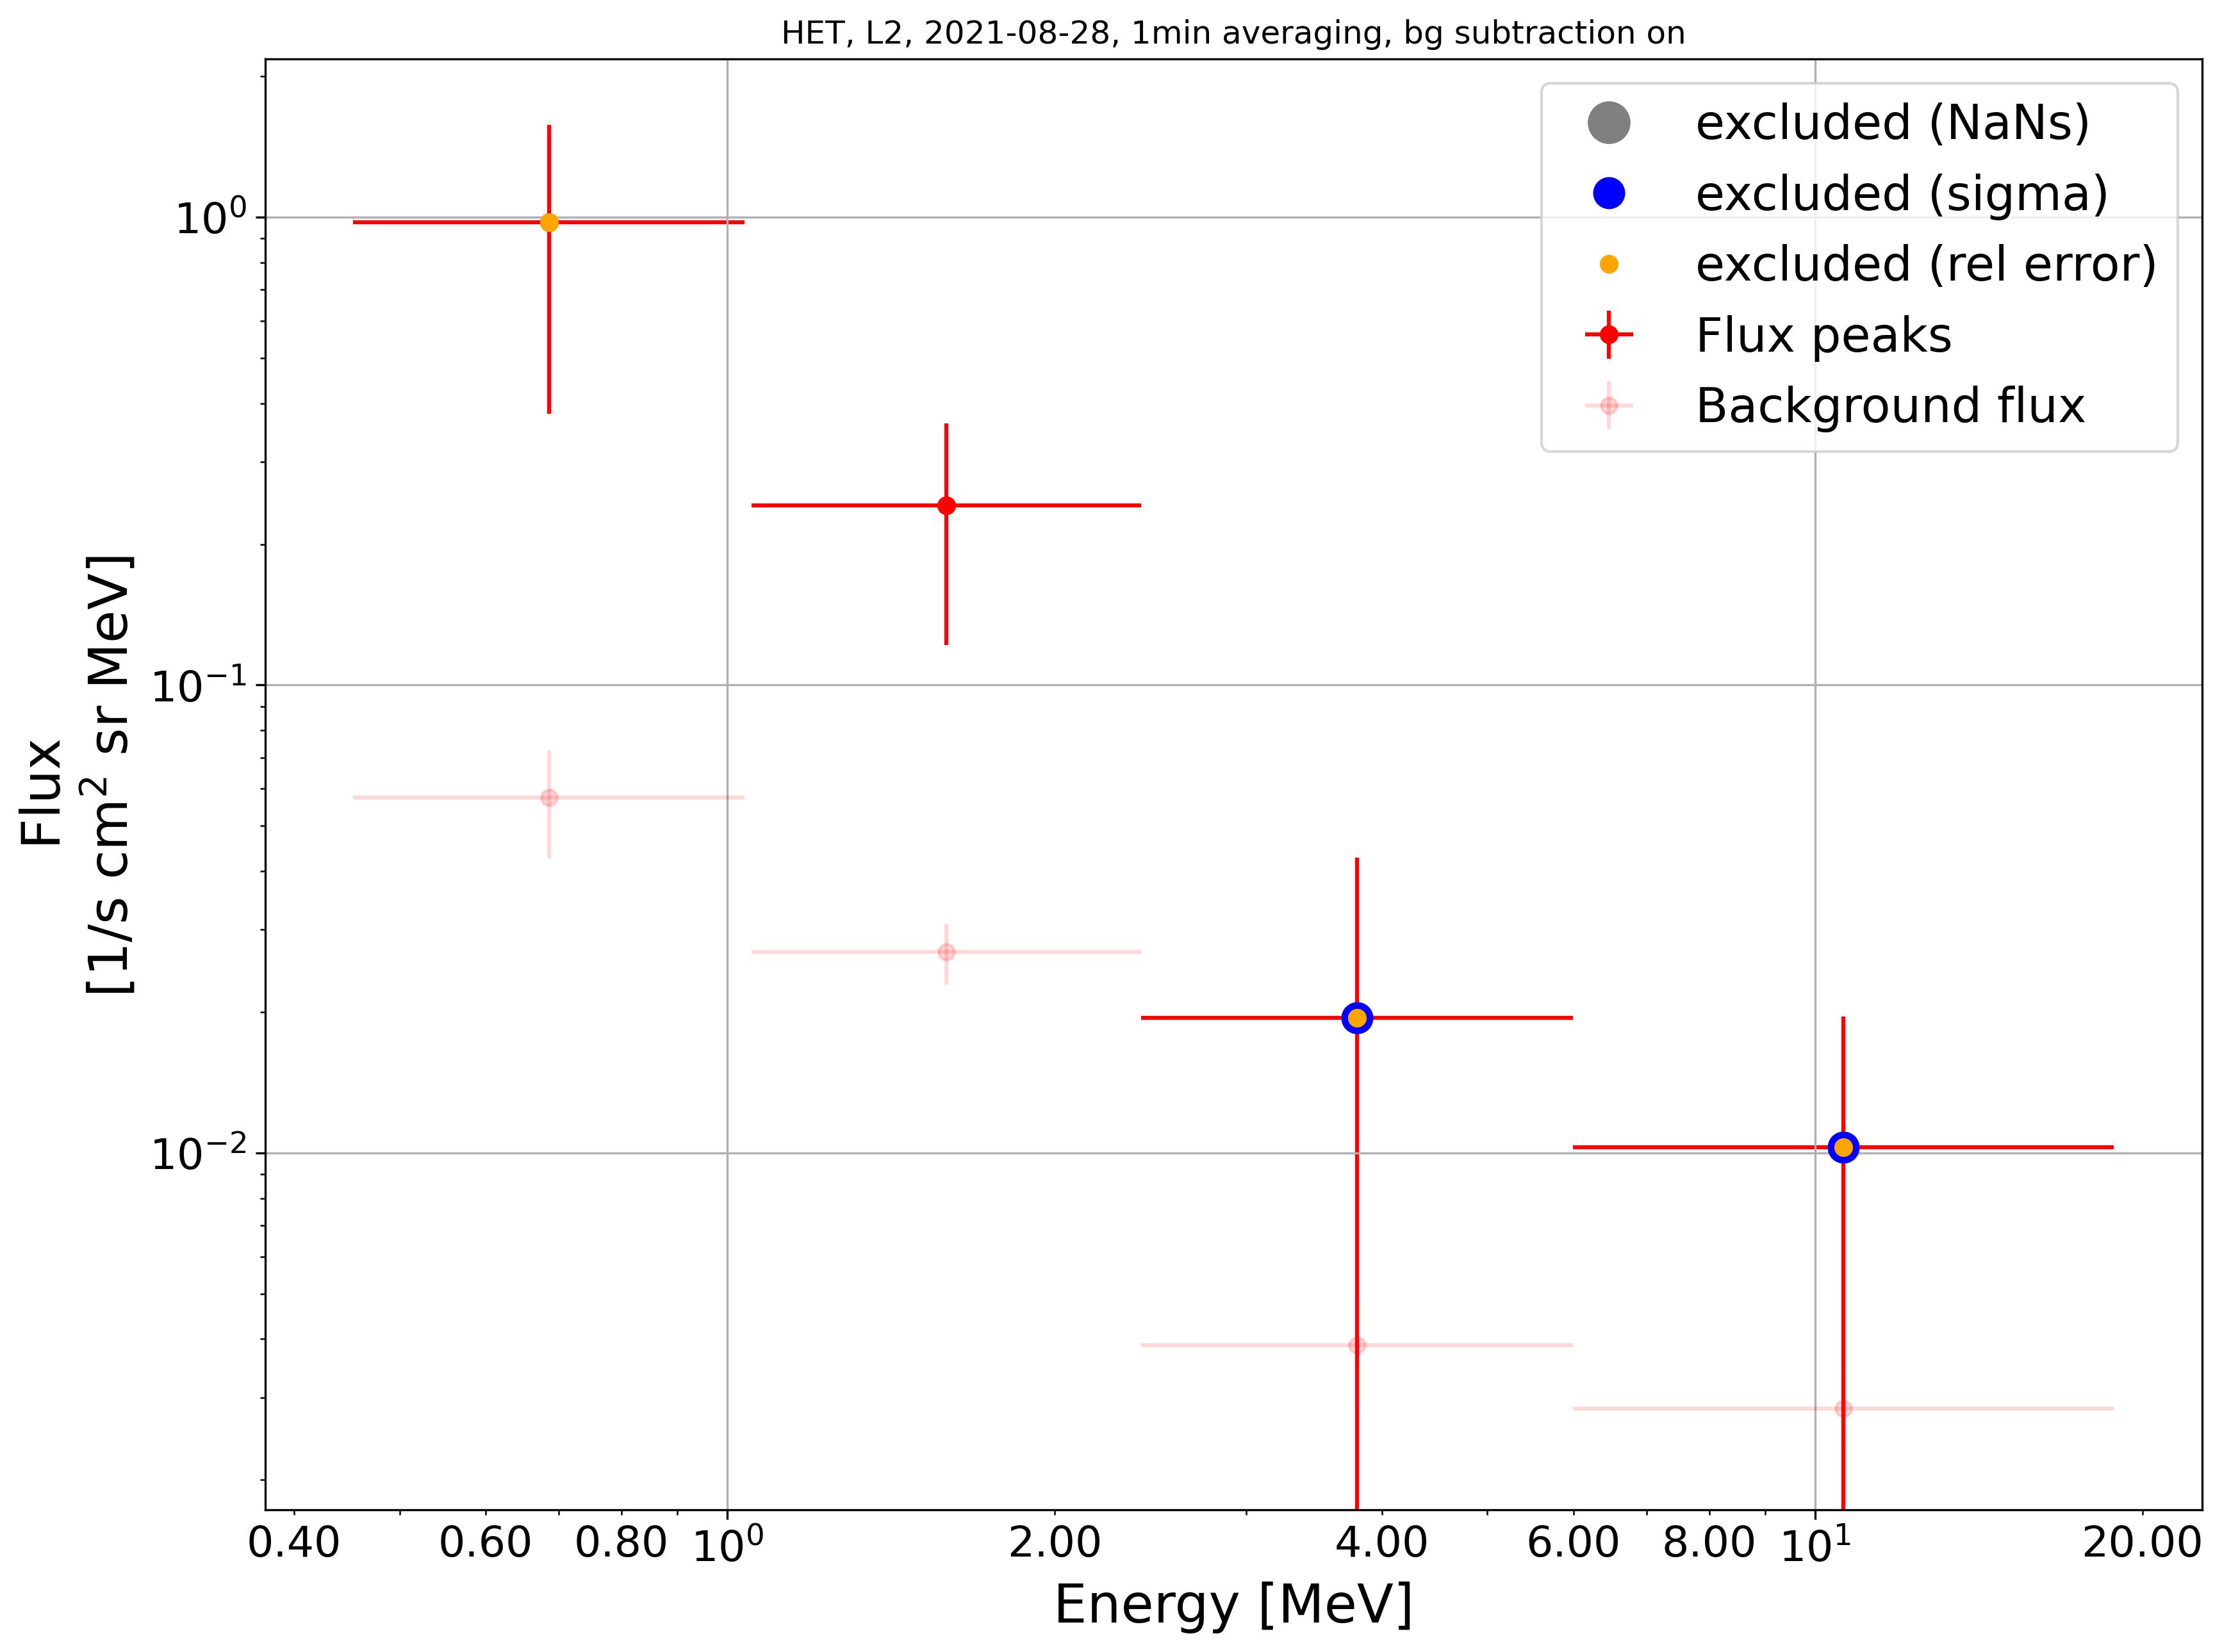 HET, L2, 2021-08-28, 1min averaging, bg subtraction on
excluded (NaNs)
excluded (sigma)
excluded (rel error)
Flux peaks
Background flux
10⁰
10⁻¹
10⁻²
Flux
[1/s cm² sr MeV]
0.40 0.60 0.80 10⁰ 2.00 4.00 6.00 8.00 10¹ 20.00
Energy [MeV]